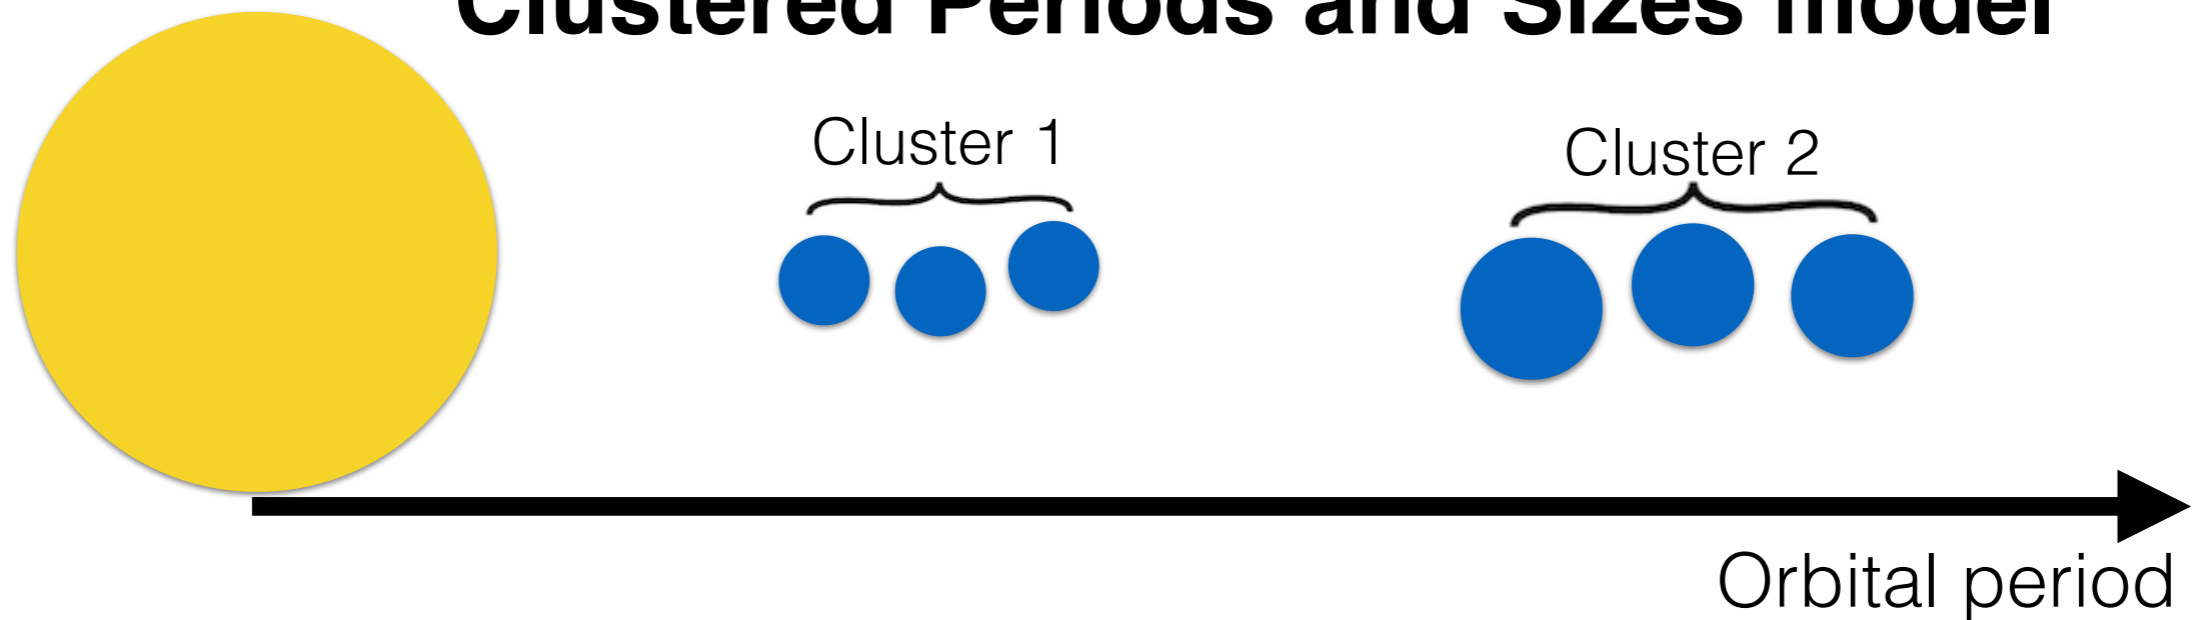 Clustered Periods and Sizes model
Cluster 1
Cluster 2
Orbital period